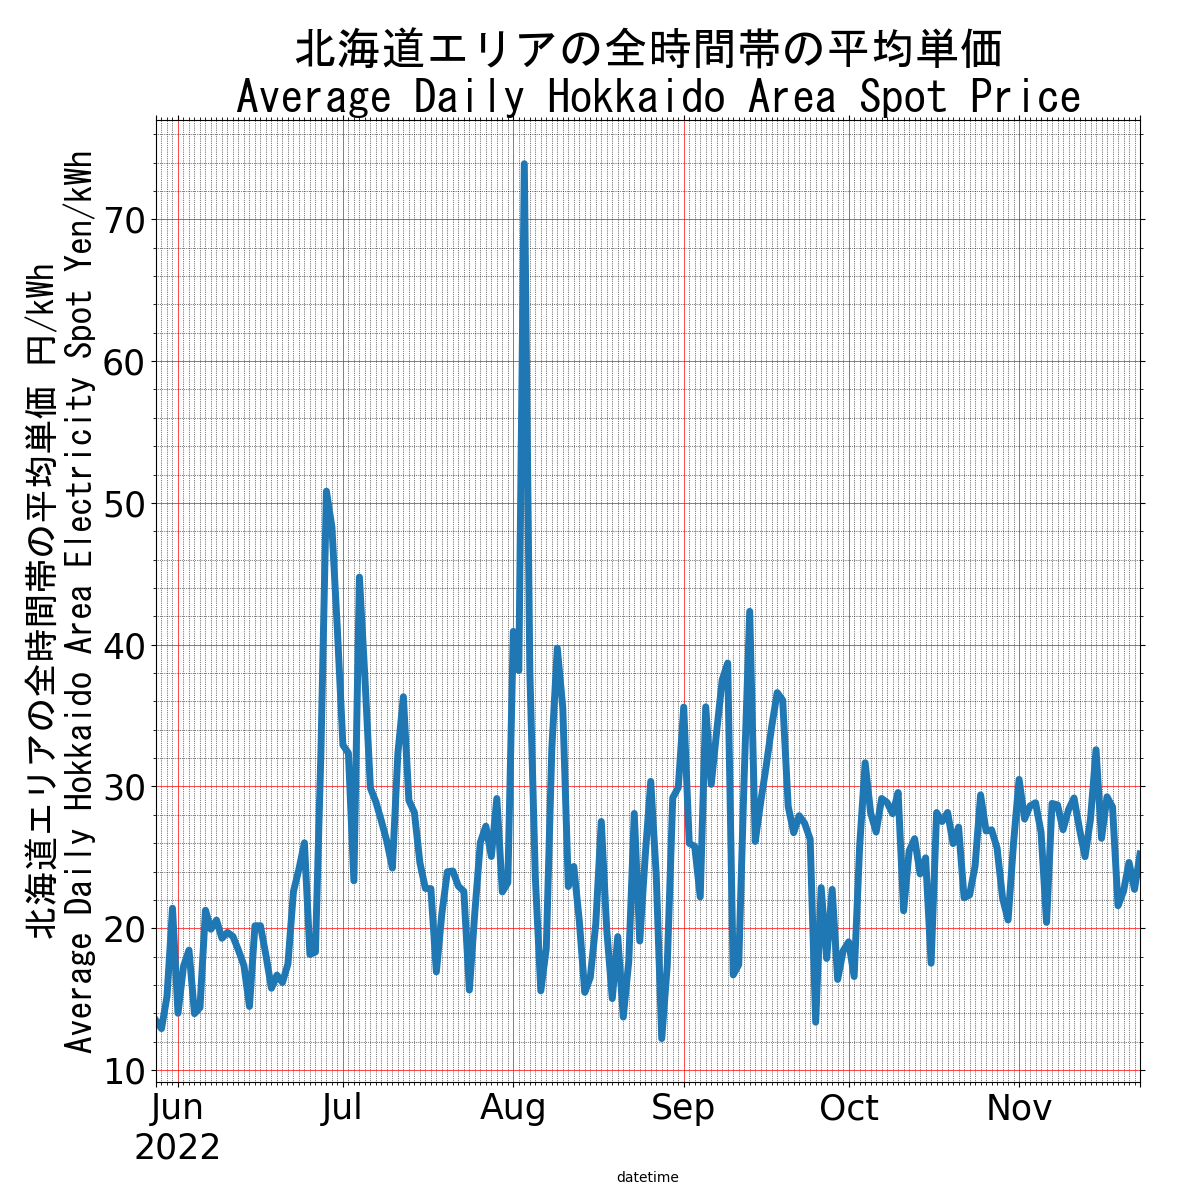 北海道エリアの全時間帯の平均単価
Average Daily Hokkaido Area Spot Price
北海道エリアの全時間帯の平均単価 円/kWh
Average Daily Hokkaido Area Electricity Spot Yen/kWh
70
60
50
40
30
20
10
Jun
2022
Jul
Aug
Sep
Oct
Nov
datetime